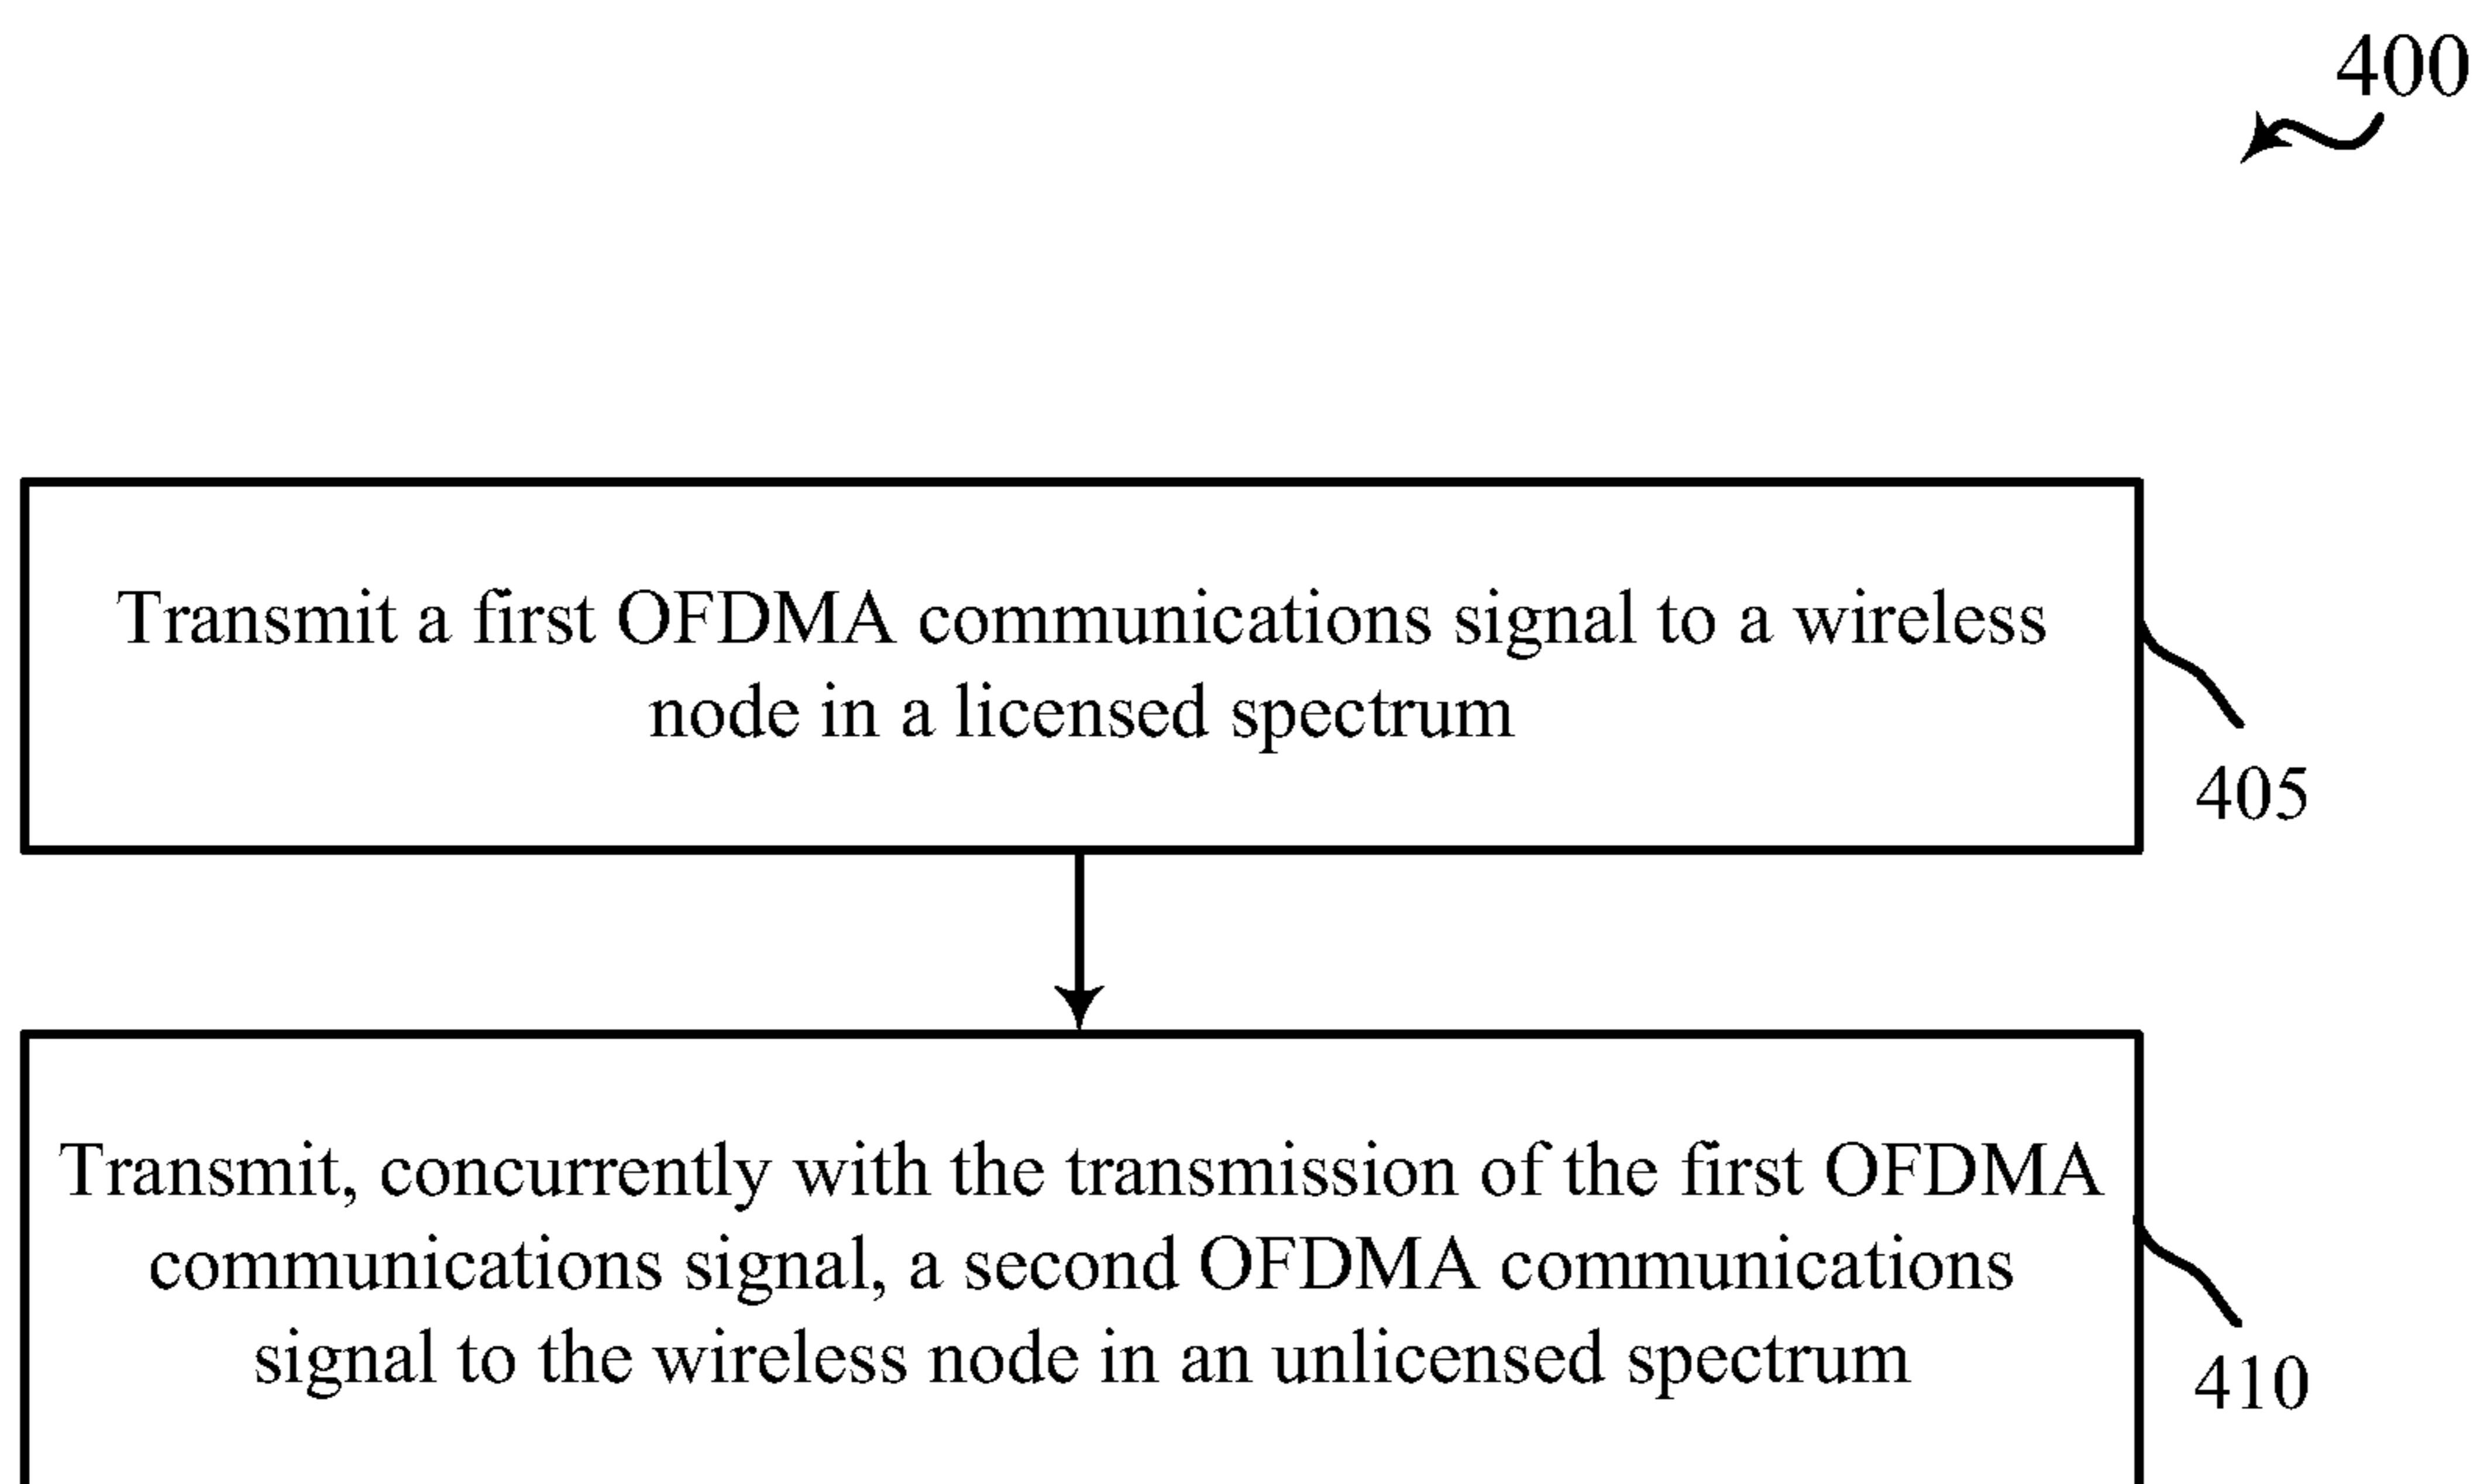 400
Transmit a first OFDMA communications signal to a wireless
node in a licensed spectrum
405
Transmit, concurrently with the transmission of the first OFDMA
communications signal, a second OFDMA communications
signal to the wireless node in an unlicensed spectrum
410